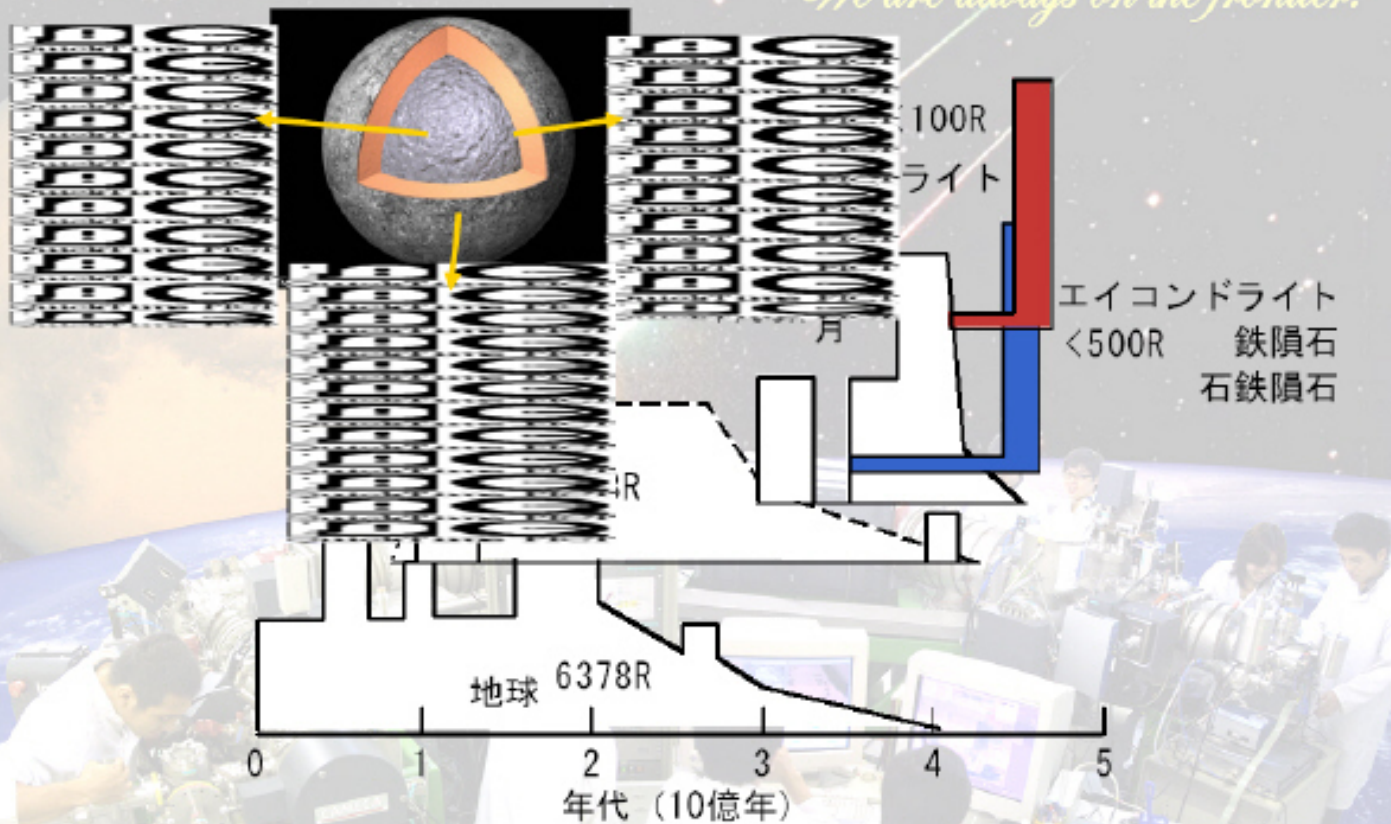 We are always on the frontier.
100R
ライト
エイコンドライト
<500R 鉄隕石
石鉄隕石
月
地球 6378R
0 1 2 3 4 5
年代 (10億年)